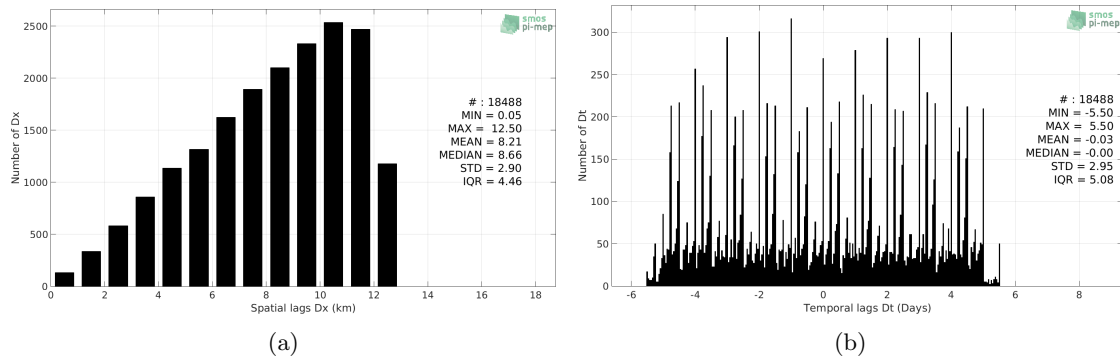 2500
2000
1500
1000
500
0
0 2 4 6 8 10 12 14 16 18
Number of Dx
Spatial lags Dx (km)
smos
pi-mep
# : 18488
MIN = 0.05
MAX = 12.50
MEAN = 8.21
MEDIAN = 8.66
STD = 2.90
IQR = 4.46
(a)
300
250
200
150
100
50
0
-6 -4 -2 0 2 4 6 8
Number of Dt
Temporal lags Dt (Days)
smos
pi-mep
# : 18488
MIN = -5.50
MAX = 5.50
MEAN = -0.03
MEDIAN = -0.00
STD = 2.95
IQR = 5.08
(b)